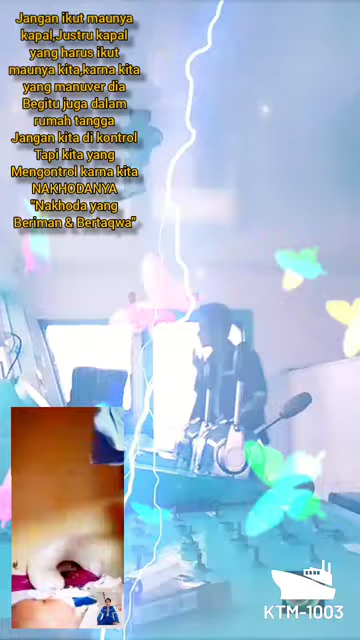 Jangan ikut maunya
kapal,Justru kapal
yang harus ikut
maunya kita,karna kita
yang manuver dia
Begitu juga dalam
rumah tangga
Jangan kita di kontrol
Tapi kita yang
Mengontrol karna kita
NAKHODANYA
"Nakhoda yang
Beriman & Bertaqwa"
KTM-1003